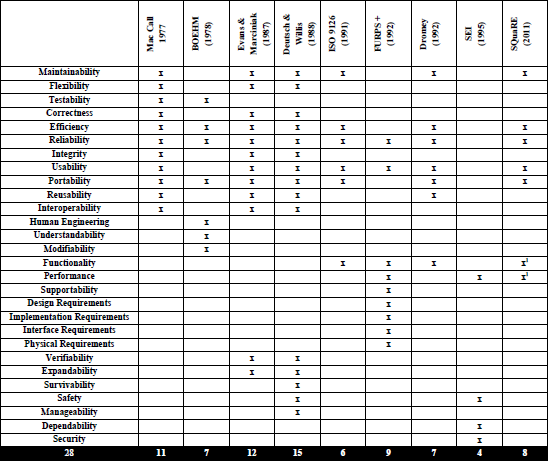 Mac Call 1977 BOEHM (1978) Evans & Marciniak (1987) Deutsch & Willis (1988) ISO 9126 (1991) FURPS + (1992) Dromey (1992) SEI (1995) SQuaRE (2011)
Maintainability x x x x x x
Flexibility x x x
Testability x x
Correctness x x x
Efficiency x x x x x x x
Reliability x x x x x x x x
Integrity x x x
Usability x x x x x x x
Portability x x x x x x x
Reusability x x x x
Interoperability x x x
Human Engineering x
Understandability x
Modifiability x
Functionality x x x x¹
Performance x x x
Supportability x
Design Requirements x
Implementation Requirements x
Interface Requirements x
Physical Requirements x
Verifiability x x
Expandability x x
Survivability x
Safety x x
Manageability x
Dependability x
Security x
28 11 7 12 15 6 9 7 4 8